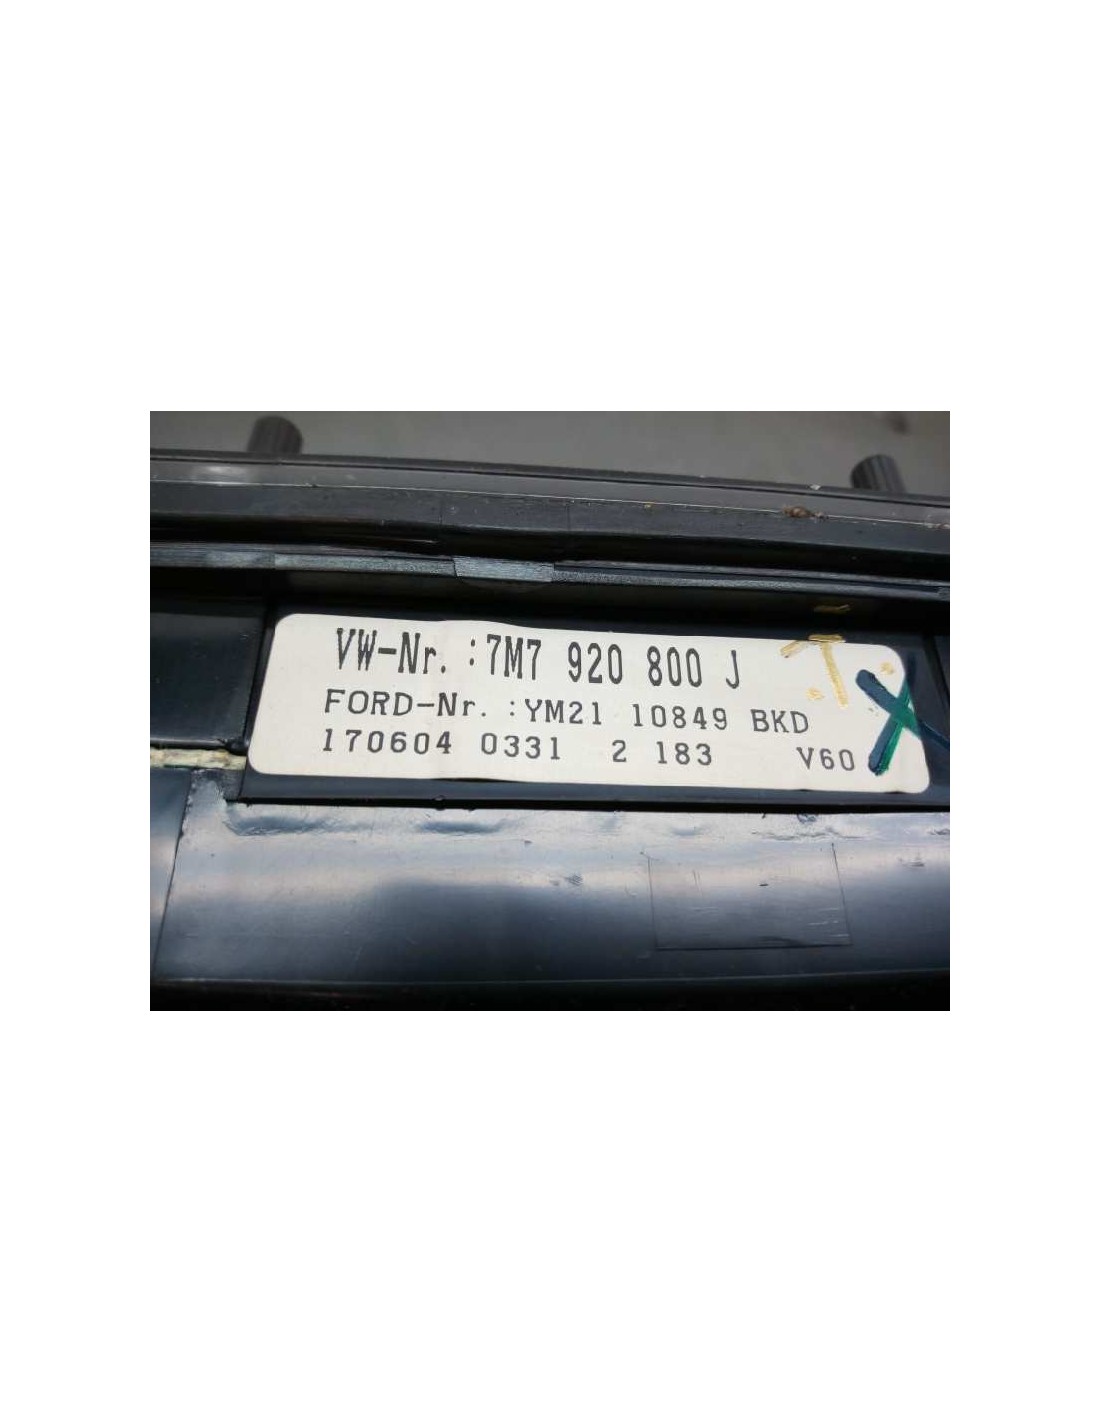 VW-Nr. :7M7 920 800 J
FORD-Nr. :YM21 10849 BKD
170604 0331 2 183 V60